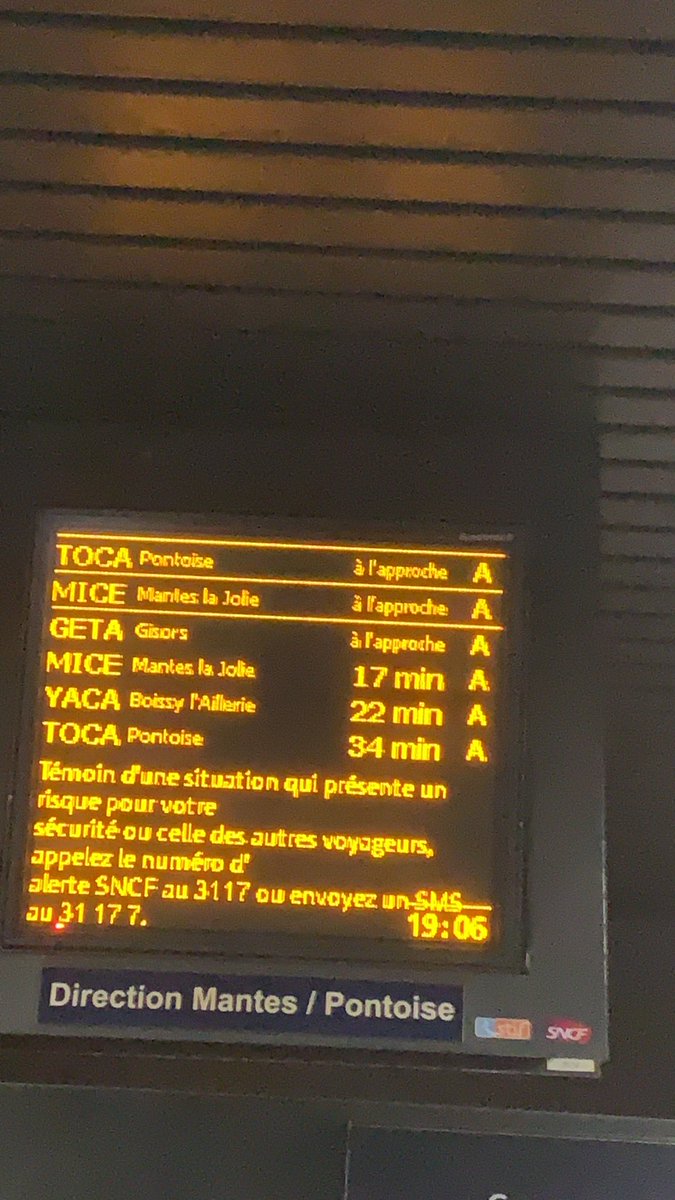 TOCA Pontoise à l'approche A
MICE Mantes la Jolie à l'approche A
GETA Gisors à l'approche A
MICE Mantes la Jolie 17 min A
YACA Boissy l'Aillerie 22 min A
TOCA Pontoise 34 min A
Témoin d'une situation qui présente un
risque pour votre
sécurité ou celle des autres voyageurs,
appelez le numéro d'
alerte SNCF au 3117 ou envoyez un SMS
au 31 17 7.
19:06
Direction Mantes / Pontoise
stif
SNCF